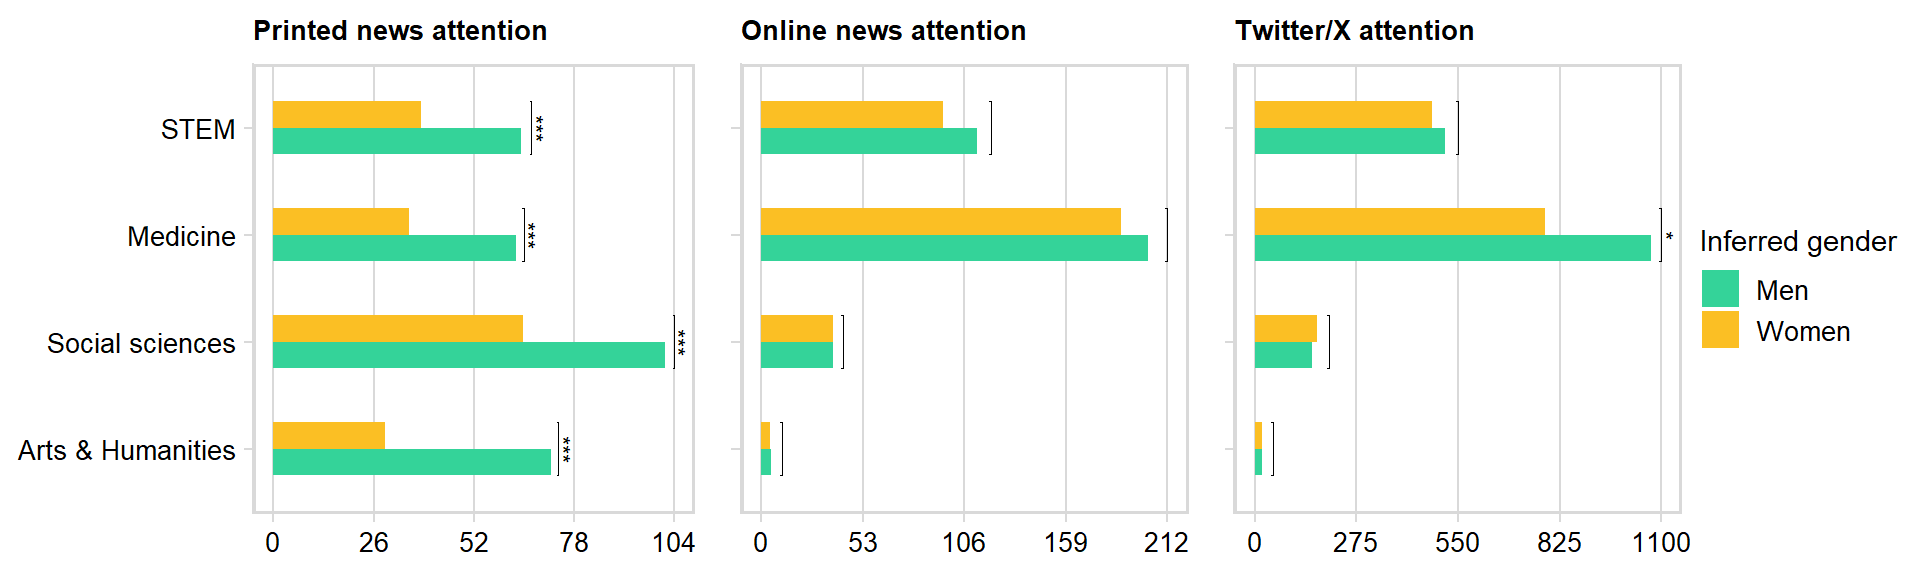 Printed news attention
Online news attention
Twitter/X attention
STEM
***
Medicine
***
*
Social sciences
***
Arts & Humanities
***
0 26 52 78 104
0 53 106 159 212
0 275 550 825 1100
Inferred gender
Men
Women